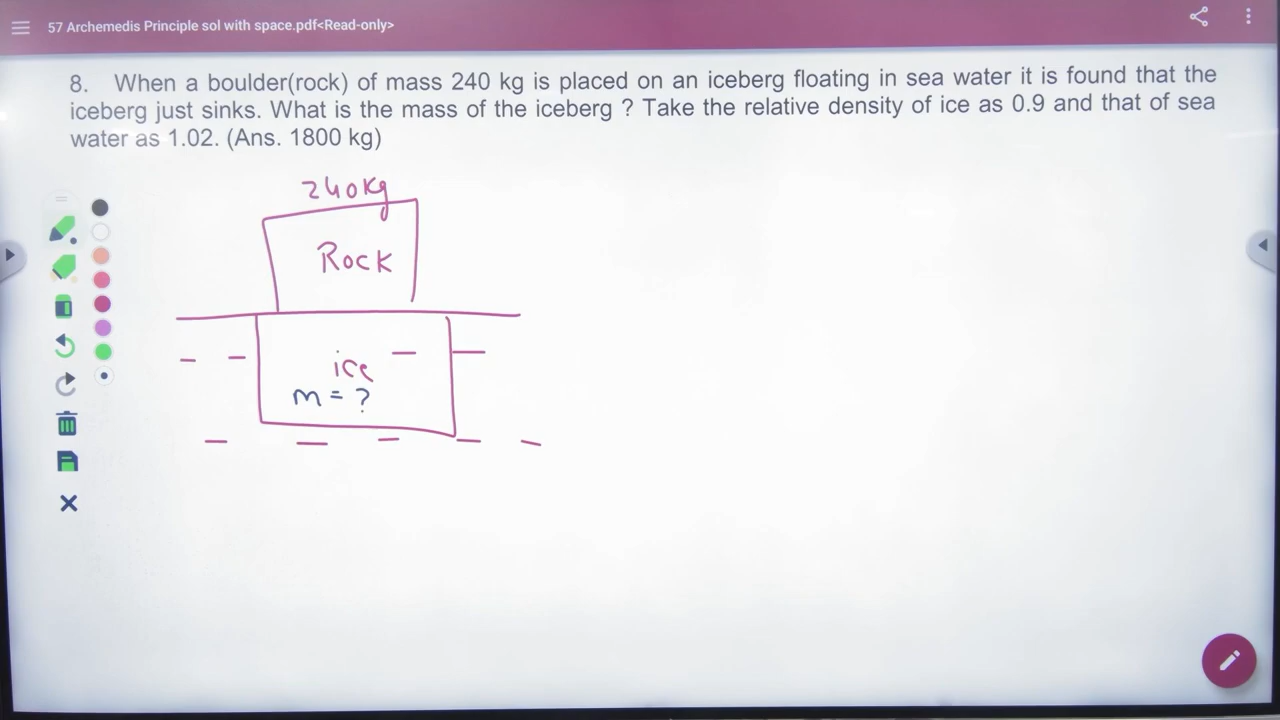 57 Archemedis Principle sol with space.pdf<Read-only>
8. When a boulder(rock) of mass 240 kg is placed on an iceberg floating in sea water it is found that the
iceberg just sinks. What is the mass of the iceberg ? Take the relative density of ice as 0.9 and that of sea
water as 1.02. (Ans. 1800 kg)
240kg
Rock
ice
m = ?